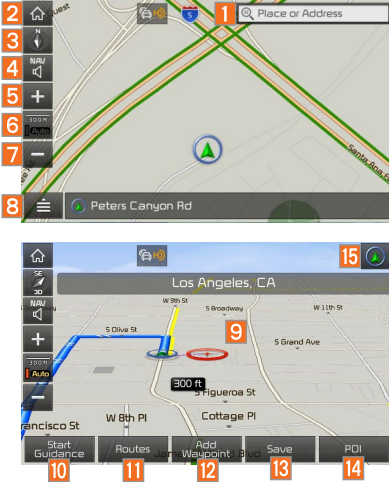 2
uest
5
1
Place or Address
3
N
4
NAV
5
+
6
300 ft
Auto
7
−
Santa Ana
8
Peters Canyon Rd
15
SE
3D
Los Angeles, CA
NAV
W 9th St
S Broadway
W 11th St
+
S Olive St
9
S Grand Ave
300 ft
Auto
300 ft
−
S Figueroa St
W 8th Pl
Cottage Pl
rancisco St
Start Guidance
Routes
Add Waypoint
Save
POI
10
11
12
13
14